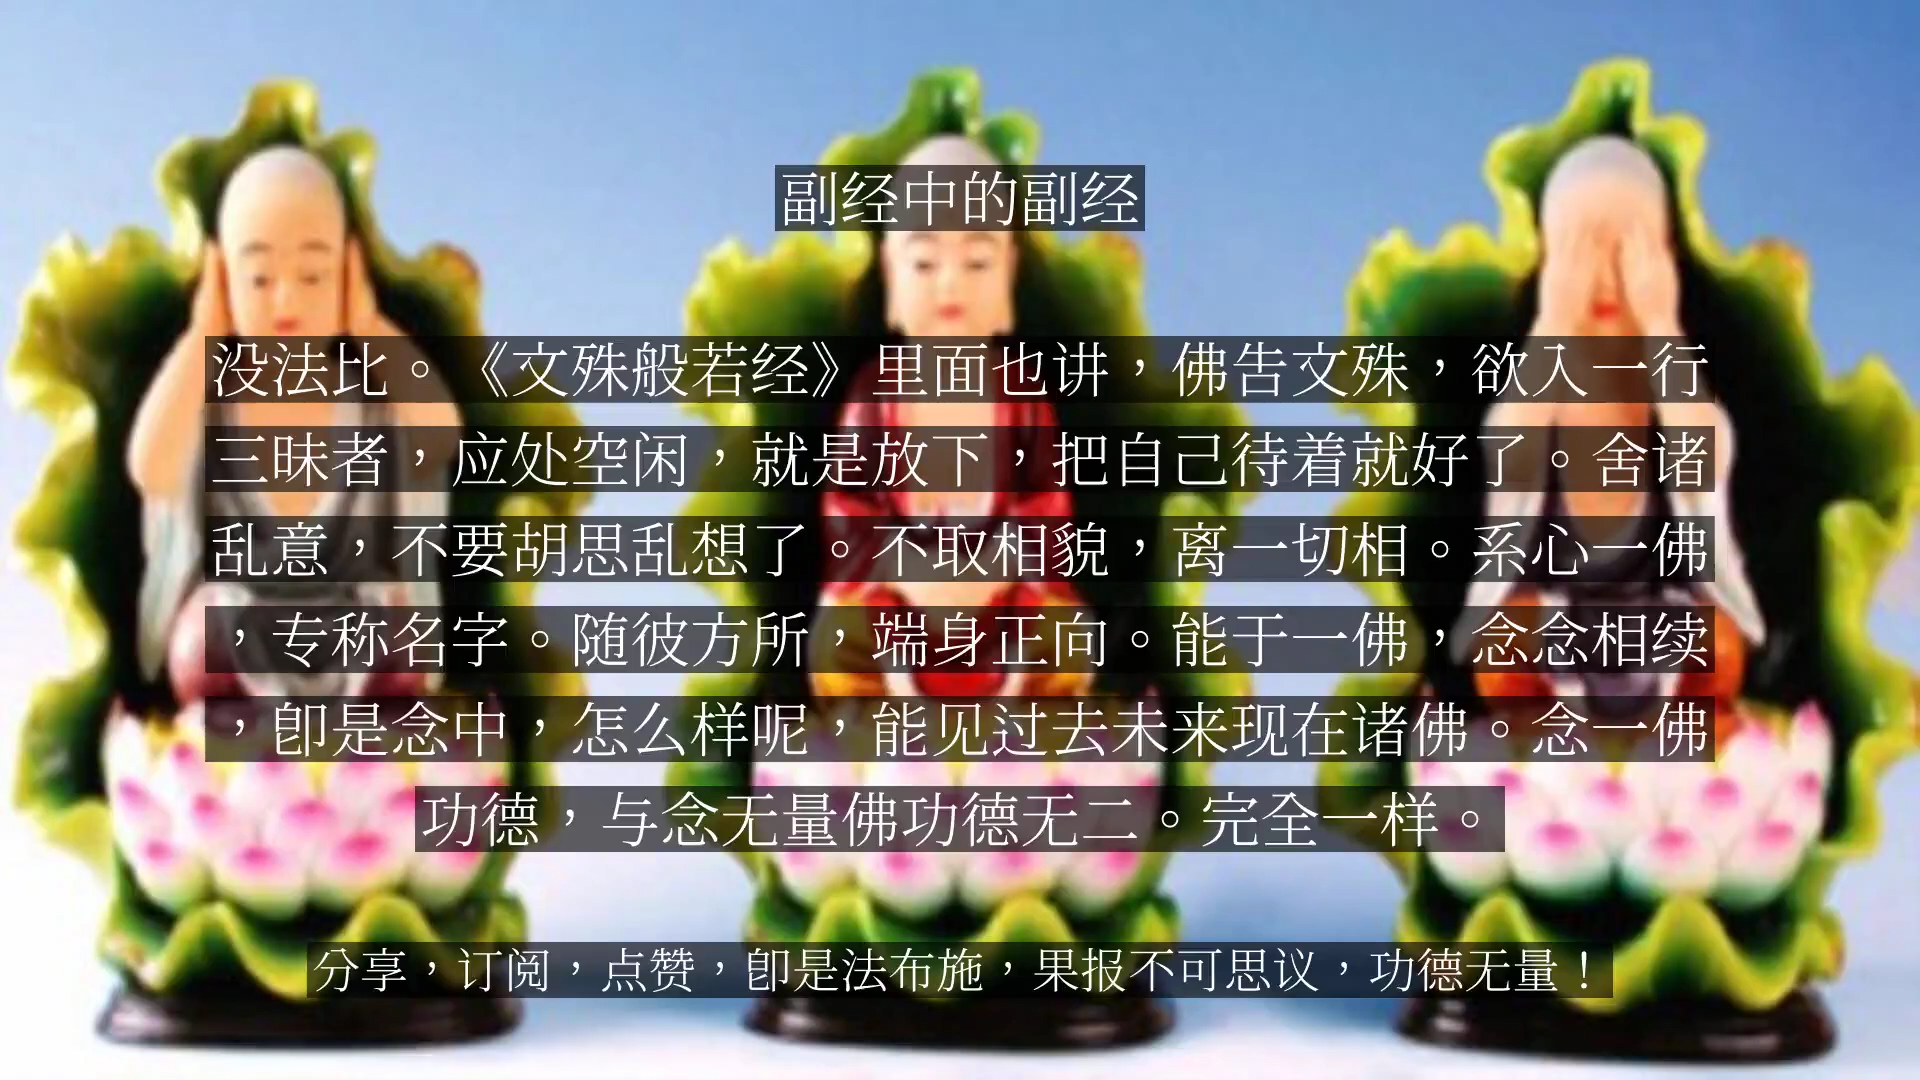 副经中的副经
没法比。《文殊般若经》里面也讲，佛告文殊，欲入一行
三昧者，应处空闲，就是放下，把自己待着就好了。舍诸
乱意，不要胡思乱想了。不取相貌，离一切相。系心一佛
，专称名字。随彼方所，端身正向。能于一佛，念念相续
，即是念中，怎么样呢，能见过去未来现在诸佛。念一佛
功德，与念无量佛功德无二。完全一样。
分享，订阅，点赞，即是法布施，果报不可思议，功德无量！